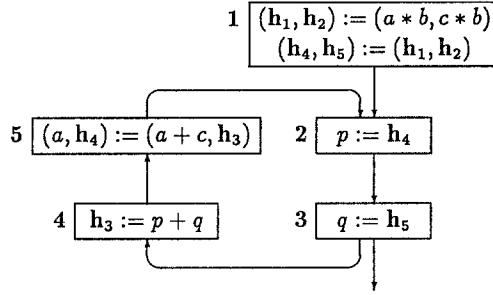 1 (h₁, h₂) := (a * b, c * b)
(h₄, h₅) := (h₁, h₂)
5 (a, h₄) := (a + c, h₃)
2 p := h₄
4 h₃ := p + q
3 q := h₅